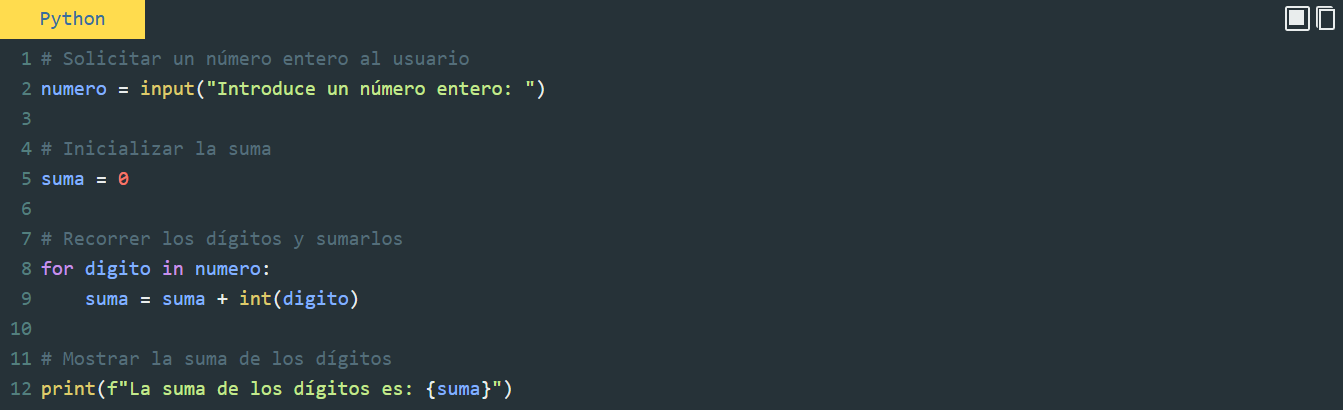 Python
1 # Solicitar un número entero al usuario
2 numero = input("Introduce un número entero: ")
3
4 # Inicializar la suma
5 suma = 0
6
7 # Recorrer los dígitos y sumarlos
8 for digito in numero:
9     suma = suma + int(digito)
10
11 # Mostrar la suma de los dígitos
12 print(f"La suma de los dígitos es: {suma}")